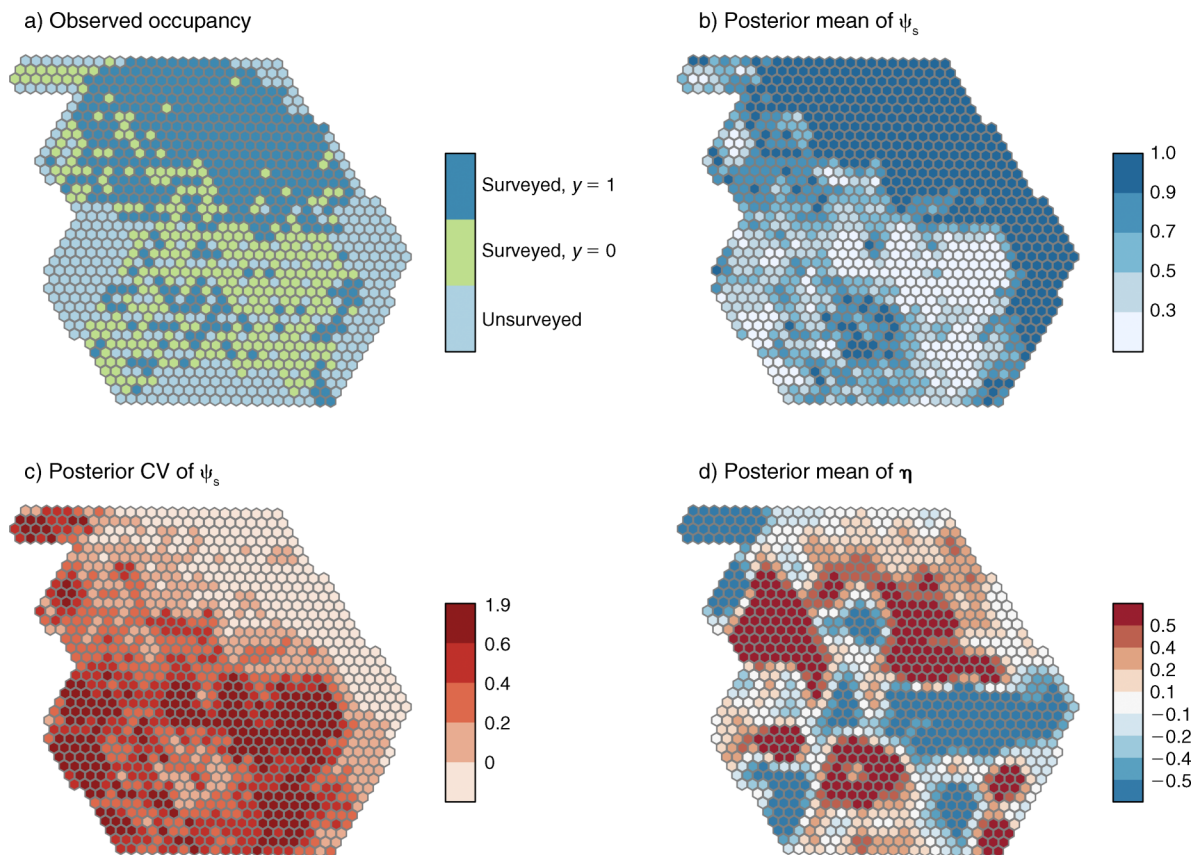 a) Observed occupancy
Surveyed, y = 1
Surveyed, y = 0
Unsurveyed
b) Posterior mean of ψs
1.0
0.9
0.7
0.5
0.3
c) Posterior CV of ψs
1.9
0.6
0.4
0.2
0
d) Posterior mean of η
0.5
0.4
0.2
0.1
−0.1
−0.2
−0.4
−0.5